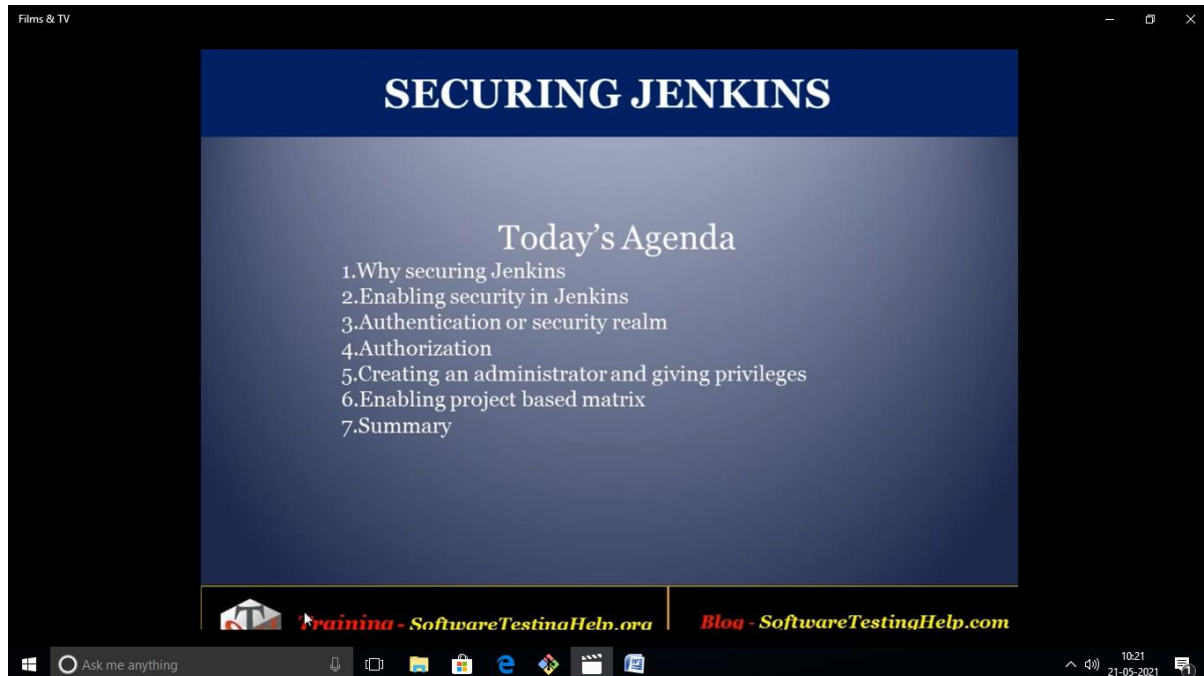 Films & TV
SECURING JENKINS
Today's Agenda
1.Why securing Jenkins
2.Enabling security in Jenkins
3.Authentication or security realm
4.Authorization
5.Creating an administrator and giving privileges
6.Enabling project based matrix
7.Summary
Training - SoftwareTestingHelp.org
Blog - SoftwareTestingHelp.com
Ask me anything
10:21
21-05-2021
1